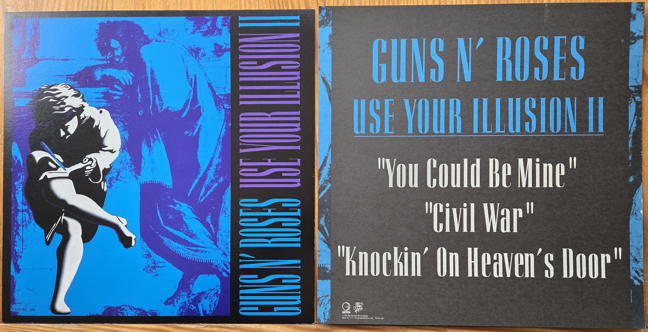 GUNS N' ROSES USE YOUR ILLUSION II
GUNS N' ROSES
USE YOUR ILLUSION II
"You Could Be Mine"
"Civil War"
"Knockin' On Heaven's Door"